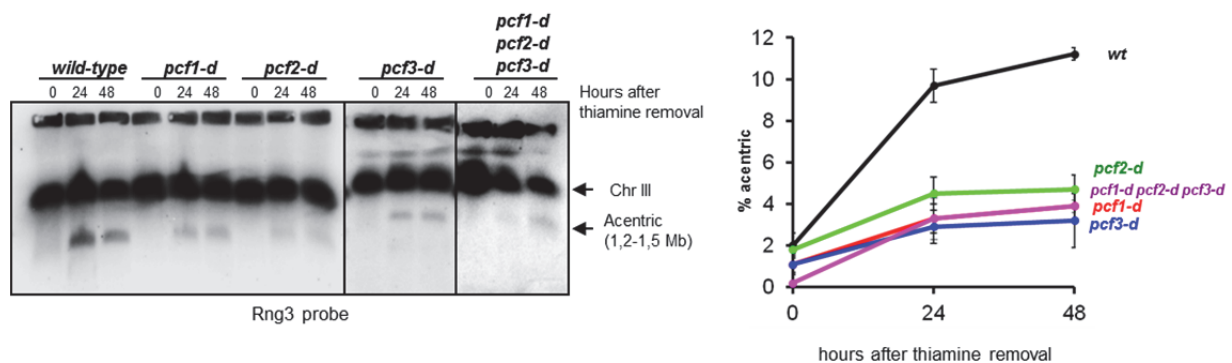 pcf1-d
pcf2-d
wild-type pcf1-d pcf2-d pcf3-d pcf3-d
0 24 48 0 24 48 0 24 48 0 24 48 0 24 48 Hours after
thiamine removal
Chr III
Acentric
(1,2-1,5 Mb)
Rng3 probe
% acentric
12
10
8
6
4
2
0
wt
pcf2-d
pcf1-d pcf2-d pcf3-d
pcf1-d
pcf3-d
0 24 48
hours after thiamine removal